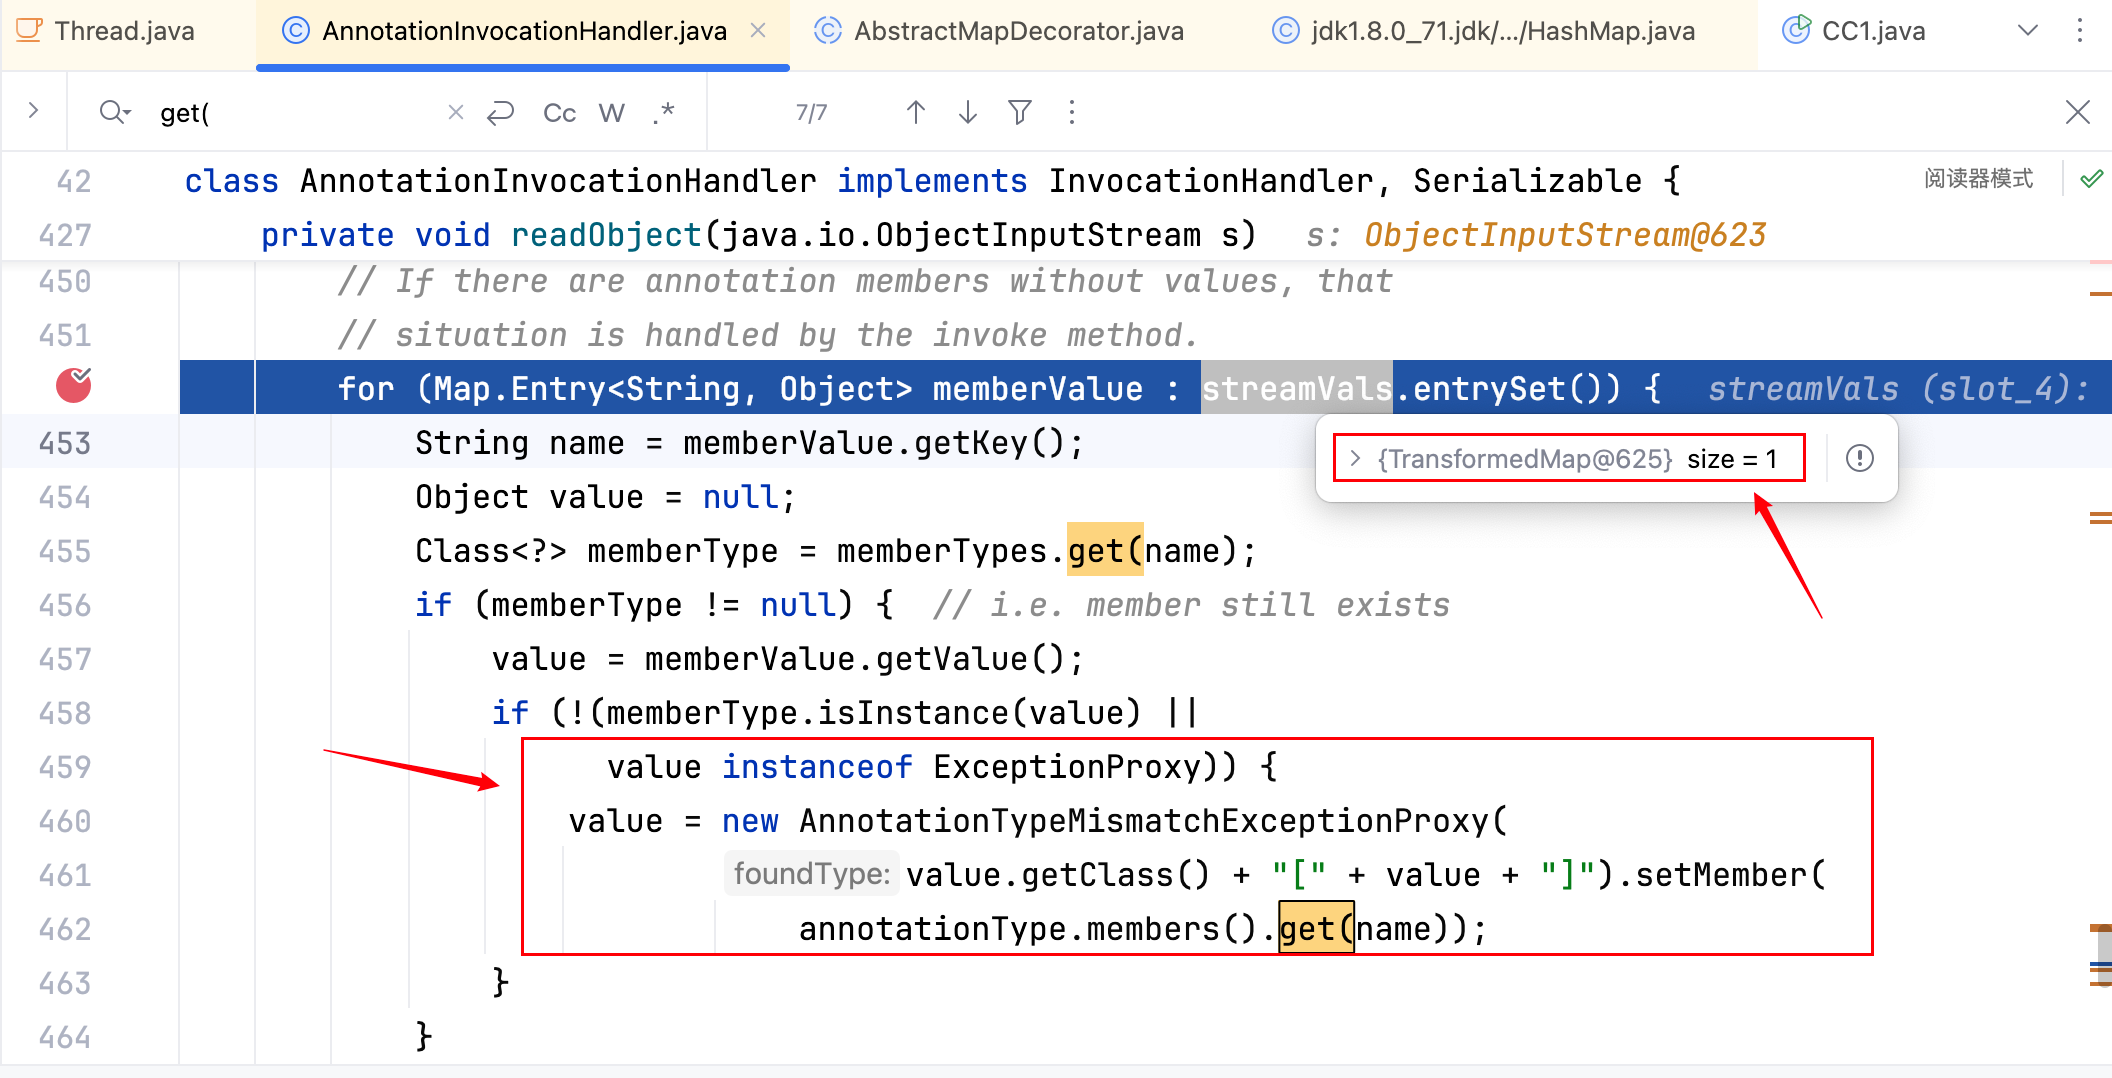 Thread.java AnnotationInvocationHandler.java AbstractMapDecorator.java jdk1.8.0_71.jdk/.../HashMap.java CC1.java
get( Cc W .* 7/7
42 class AnnotationInvocationHandler implements InvocationHandler, Serializable { 阅读器模式
427 private void readObject(java.io.ObjectInputStream s) s: ObjectInputStream@623
450 // If there are annotation members without values, that
451 // situation is handled by the invoke method.
for (Map.Entry<String, Object> memberValue : streamVals.entrySet()) { streamVals (slot_4):
453 String name = memberValue.getKey();
{TransformedMap@625} size = 1
454 Object value = null;
455 Class<?> memberType = memberTypes.get(name);
456 if (memberType != null) { // i.e. member still exists
457 value = memberValue.getValue();
458 if (!(memberType.isInstance(value) ||
459 value instanceof ExceptionProxy)) {
460 value = new AnnotationTypeMismatchExceptionProxy(
461 foundType: value.getClass() + "[" + value + "]").setMember(
462 annotationType.members().get(name));
463 }
464 }